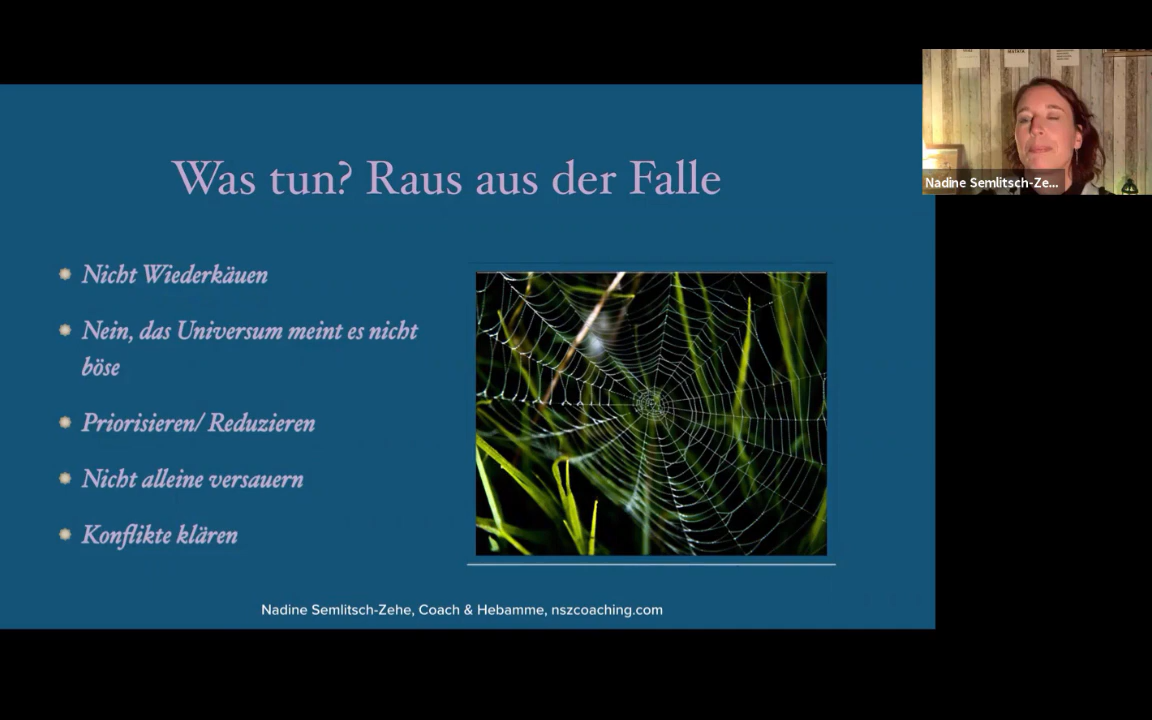 Was tun? Raus aus der Falle
Nicht Wiederkäuen
Nein, das Universum meint es nicht
böse
Priorisieren/ Reduzieren
Nicht alleine versauern
Konflikte klären
Nadine Semlitsch-Zehe, Coach & Hebamme, nszcoaching.com
Nadine Semlitsch-Ze...